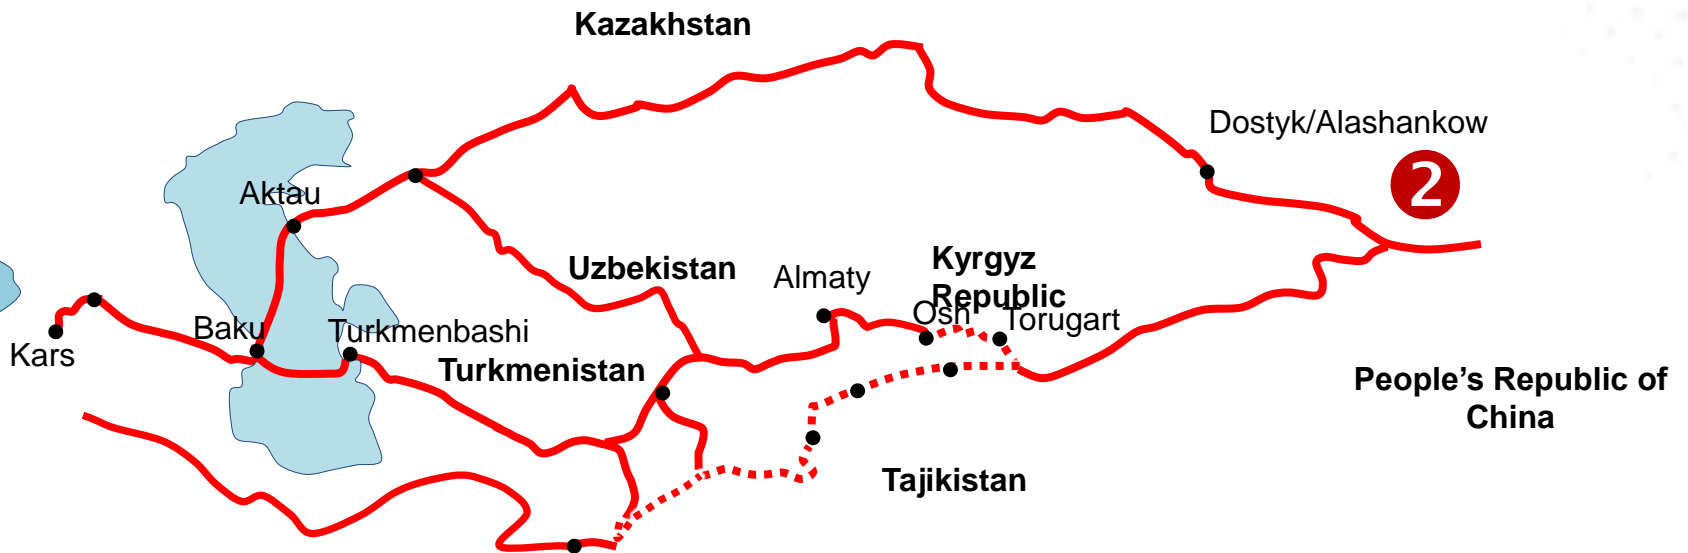 Kazakhstan
Dostyk/Alashankow
2
Aktau
Uzbekistan
Almaty
Kyrgyz
Republic
Osh
Torugart
Baku
Turkmenbashi
Kars
Turkmenistan
People’s Republic of
China
Tajikistan